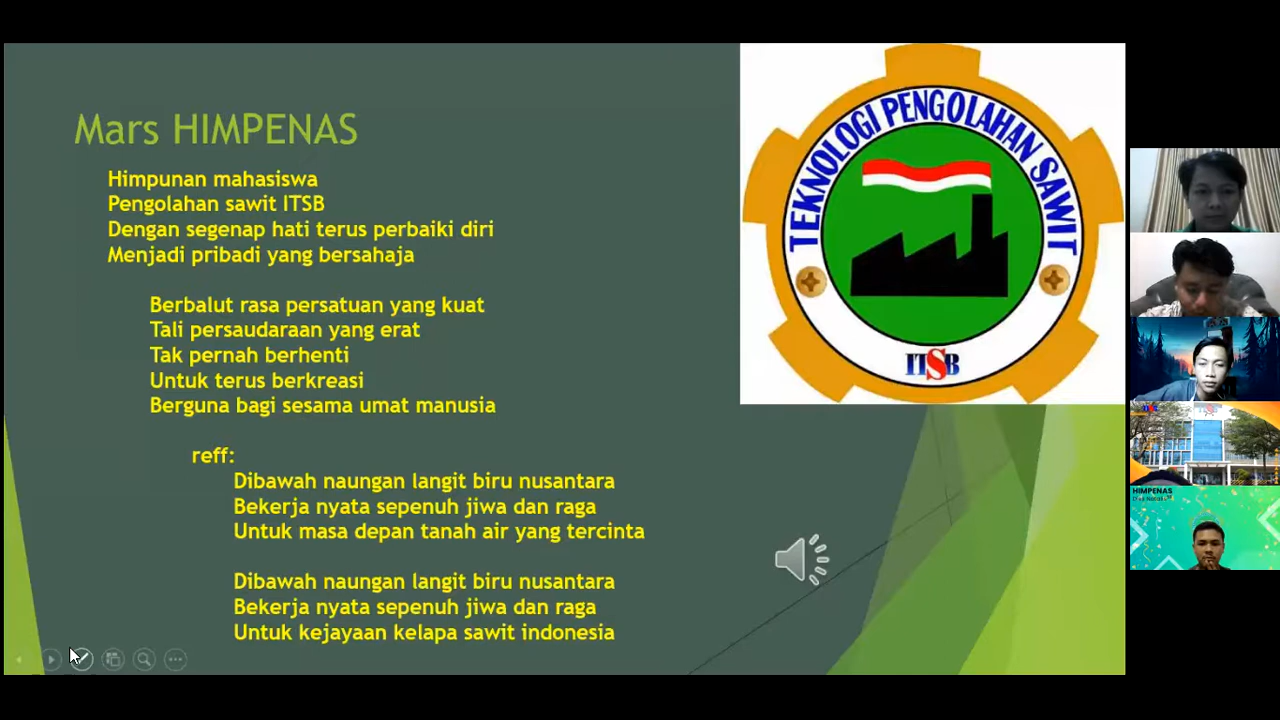 Mars HIMPENAS
Himpunan mahasiswa
Pengolahan sawit ITSB
Dengan segenap hati terus perbaiki diri
Menjadi pribadi yang bersahaja
Berbalut rasa persatuan yang kuat
Tali persaudaraan yang erat
Tak pernah berhenti
Untuk terus berkreasi
Berguna bagi sesama umat manusia
reff:
Dibawah naungan langit biru nusantara
Bekerja nyata sepenuh jiwa dan raga
Untuk masa depan tanah air yang tercinta
Dibawah naungan langit biru nusantara
Bekerja nyata sepenuh jiwa dan raga
Untuk kejayaan kelapa sawit indonesia
TEKNOLOGI PENGOLAHAN SAWIT
ITSB
HIMPENAS